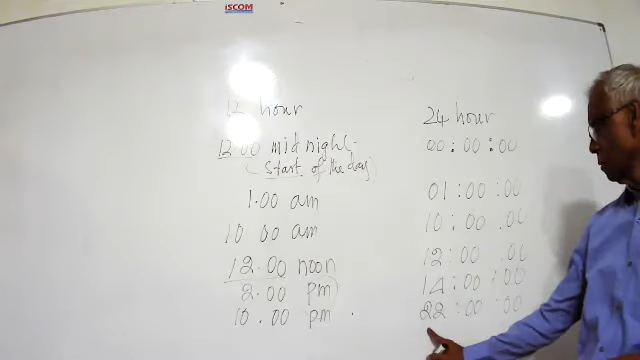 ISCOM
12 hour 24 hour
12 00 midnight 00:00:00
(Start of the day)
1.00 am 01:00:00
10 00 am 10:00.00
12.00 noon 12:00.00
2.00 pm 14:00:00
10.00 pm. 22:00:00